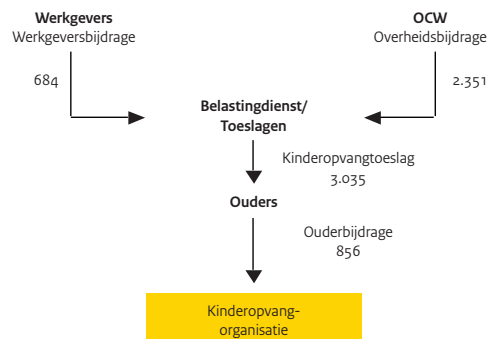 Werkgevers
Werkgeversbijdrage
684
OCW
Overheidsbijdrage
2.351
Belastingdienst/
Toeslagen
Kinderopvangtoeslag
3.035
Ouders
Ouderbijdrage
856
Kinderopvang-
organisatie